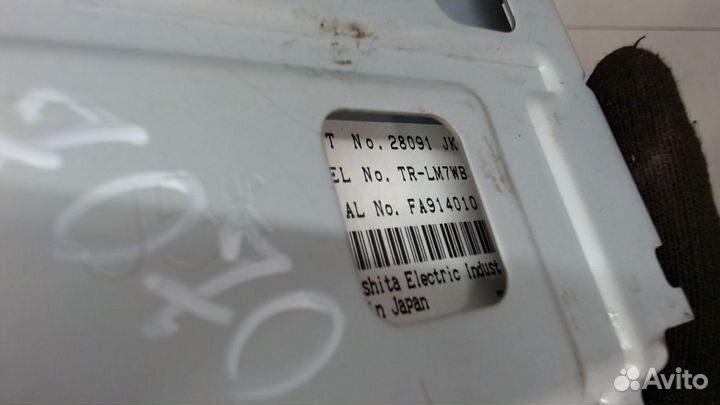 T No. 28091 JK
EL No. TR-LM7WB
AL No. FA914010
shita Electric Indust
in Japan
Avito